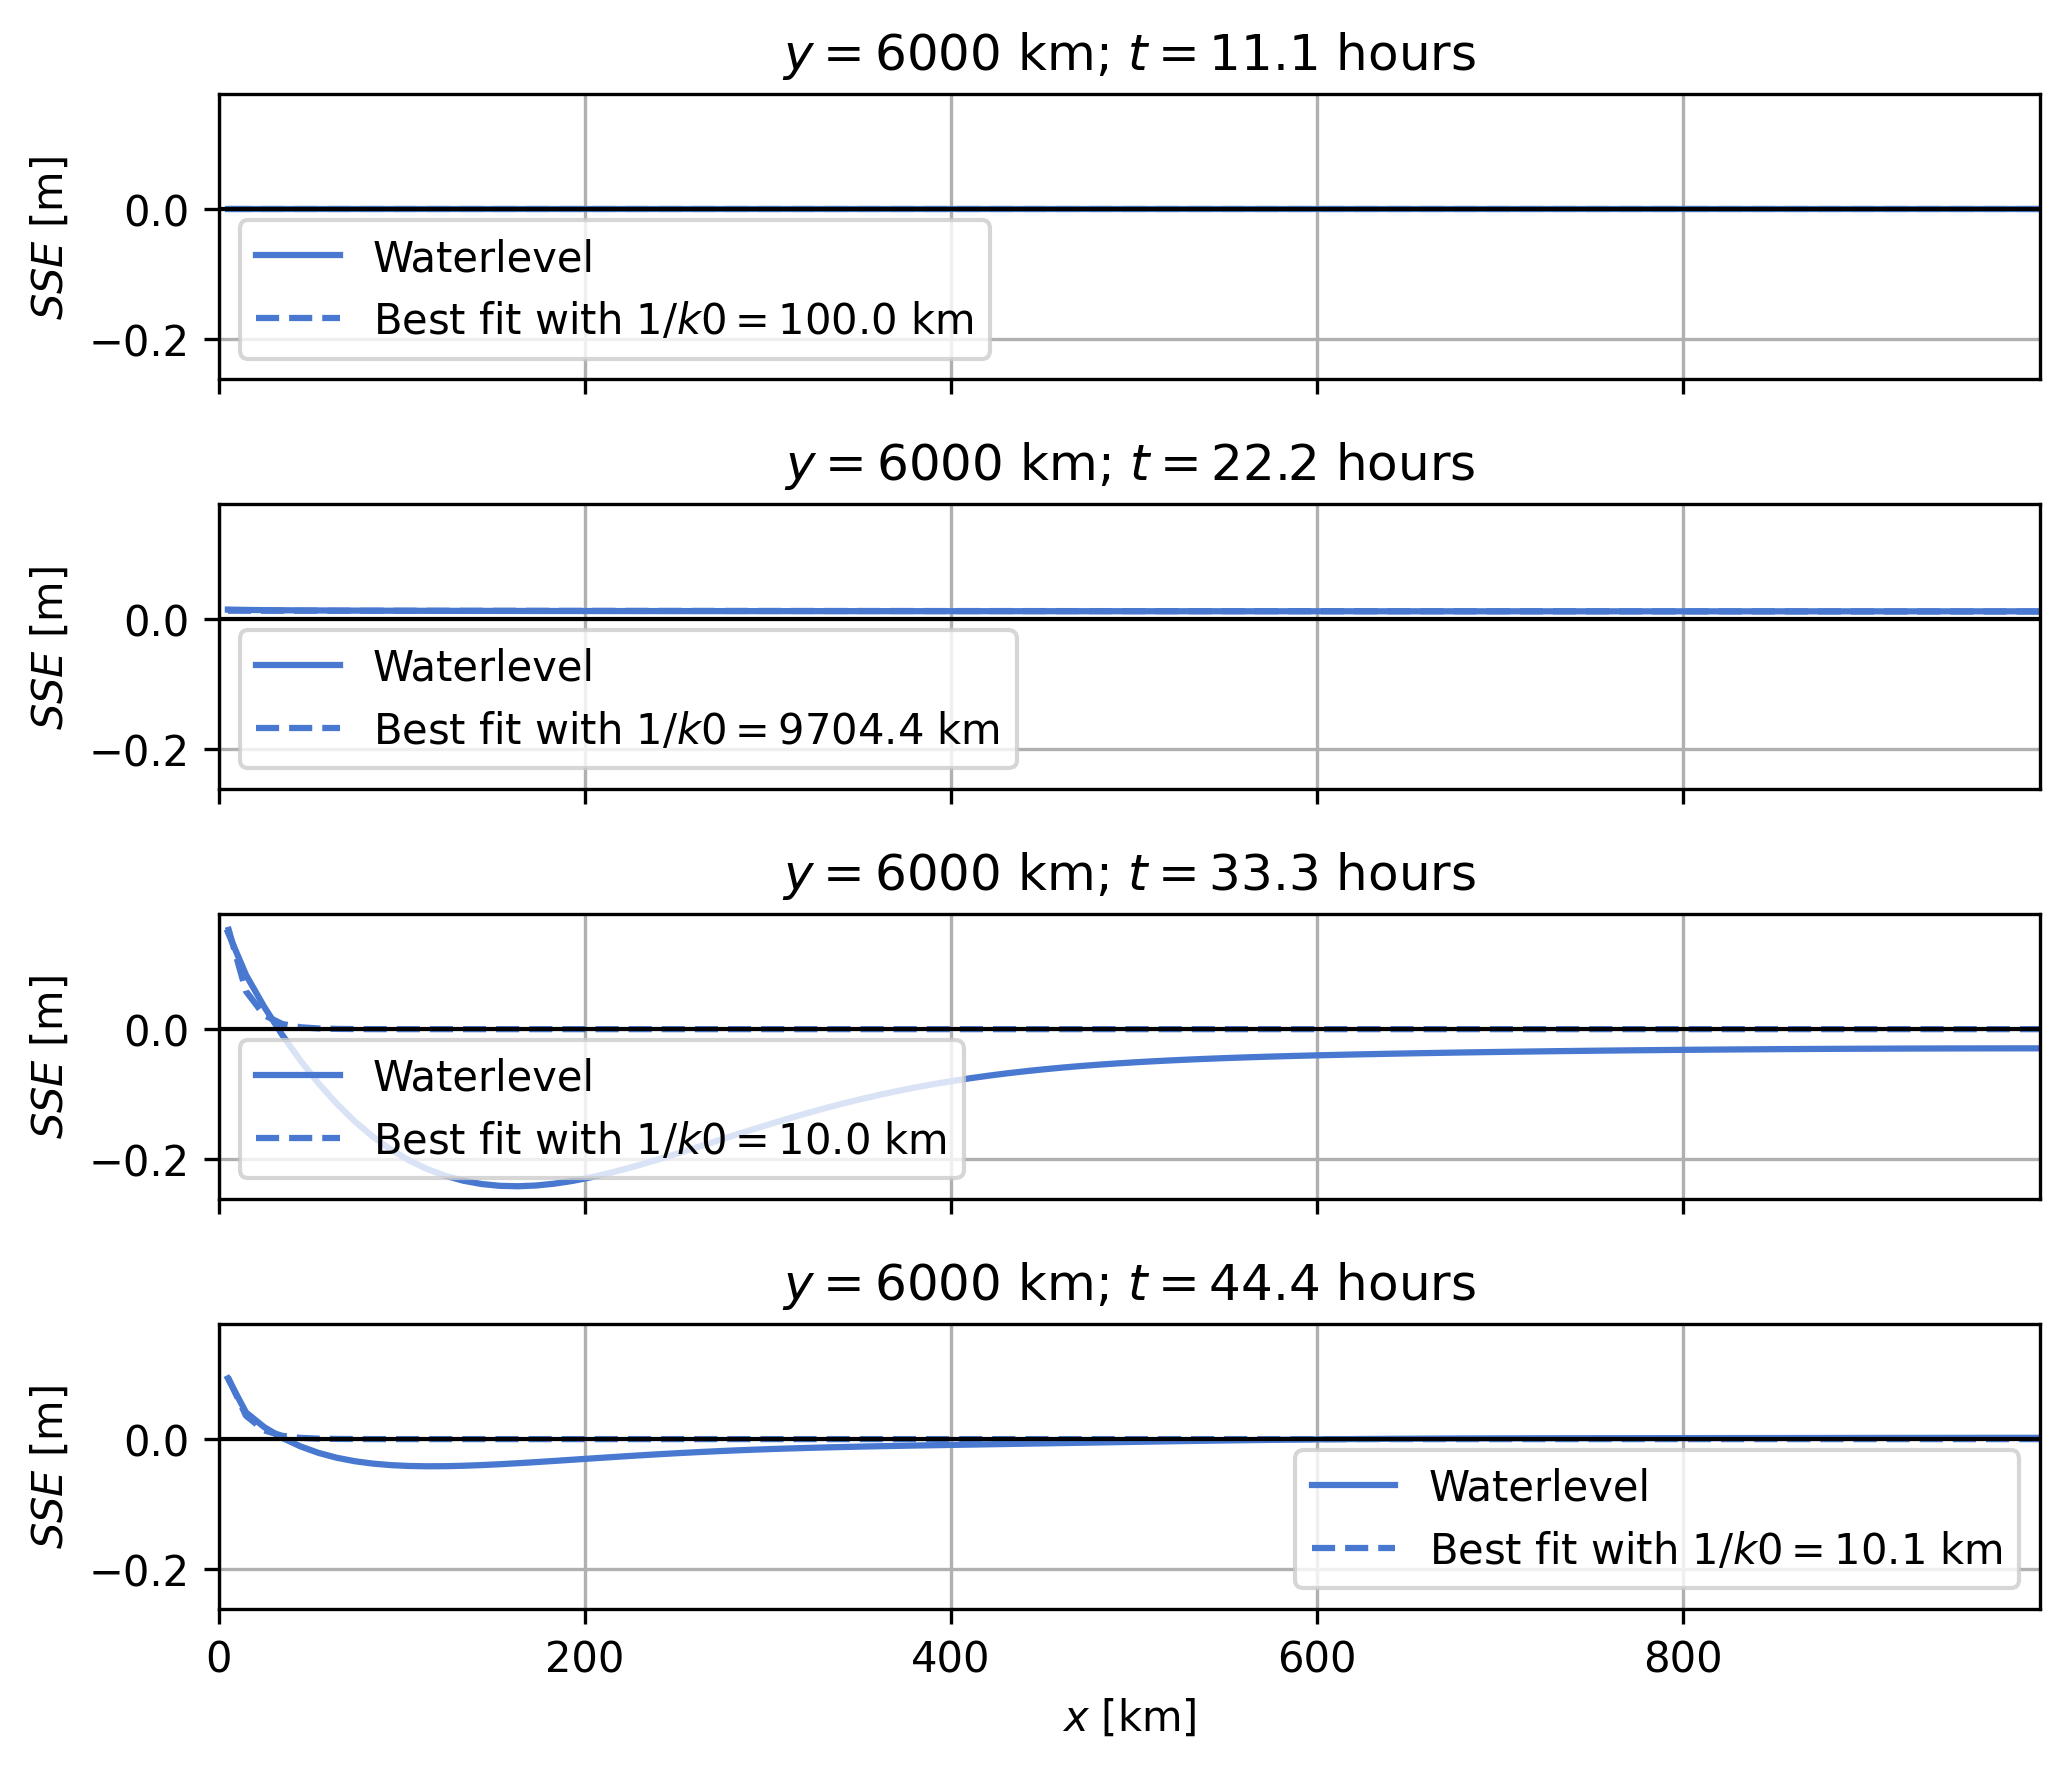 y = 6000 km; t = 11.1 hours
SSE [m]
0.0
−0.2
Waterlevel
Best fit with 1/k0 = 100.0 km
y = 6000 km; t = 22.2 hours
SSE [m]
0.0
−0.2
Waterlevel
Best fit with 1/k0 = 9704.4 km
y = 6000 km; t = 33.3 hours
SSE [m]
0.0
−0.2
Waterlevel
Best fit with 1/k0 = 10.0 km
y = 6000 km; t = 44.4 hours
SSE [m]
0.0
−0.2
Waterlevel
Best fit with 1/k0 = 10.1 km
0 200 400 600 800
x [km]